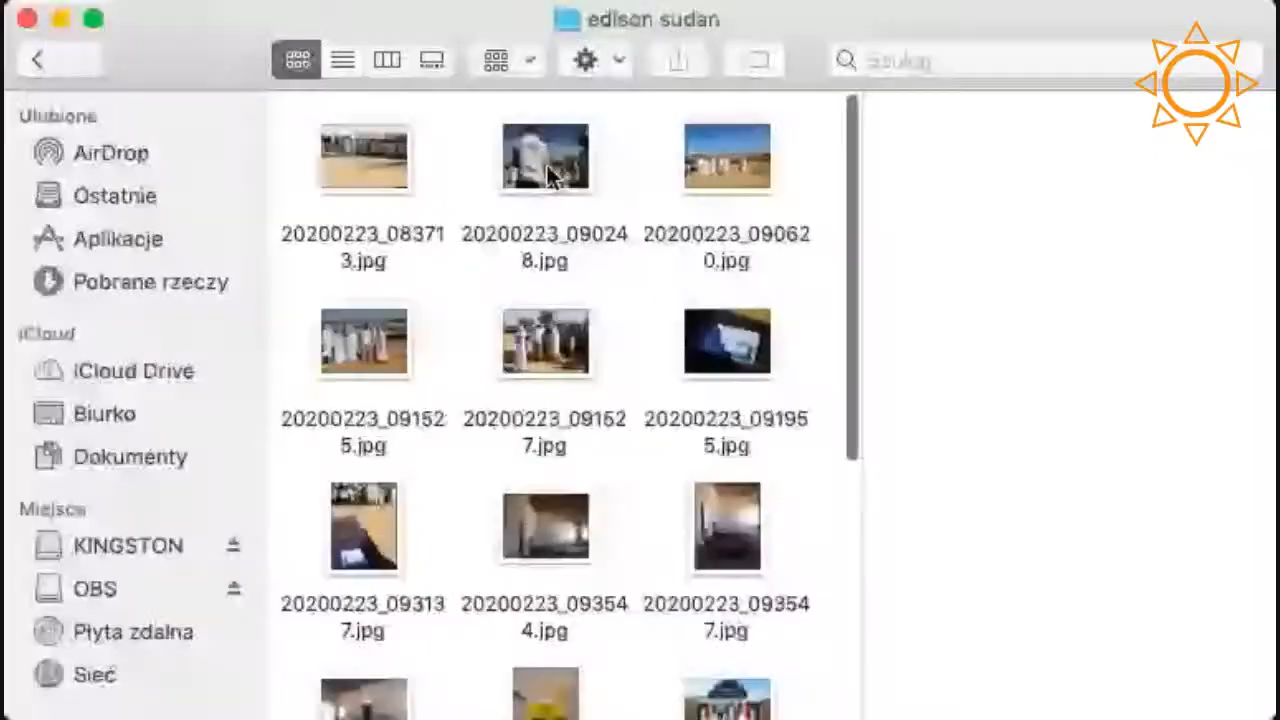 edison sudan
Szukaj
Ulubione
AirDrop
Ostatnie
Aplikacje
Pobrane rzeczy
iCloud
iCloud Drive
Biurko
Dokumenty
Miejsca
KINGSTON
OBS
Płyta zdalna
Sieć
20200223_08371
3.jpg
20200223_09024
8.jpg
20200223_09062
0.jpg
20200223_09152
5.jpg
20200223_09152
7.jpg
20200223_09195
5.jpg
20200223_09313
7.jpg
20200223_09354
4.jpg
20200223_09354
7.jpg